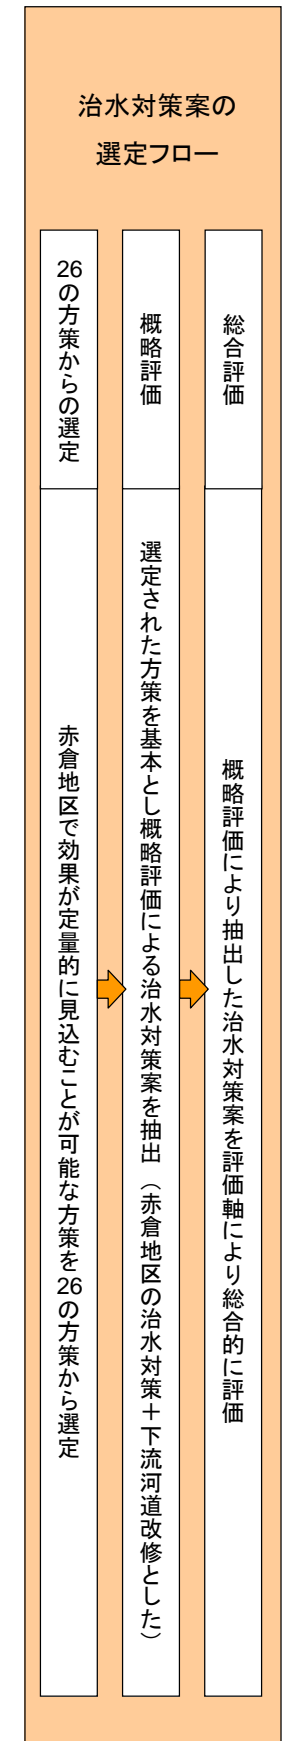 治水対策案の
選定フロー
26の方策からの選定
赤倉地区で効果が定量的に見込むことが可能な方策を26の方策から選定
概略評価
選定された方策を基本とし概略評価による治水対策案を抽出（赤倉地区の治水対策＋下流河道改修とした）
総合評価
概略評価により抽出した治水対策案を評価軸により総合的に評価